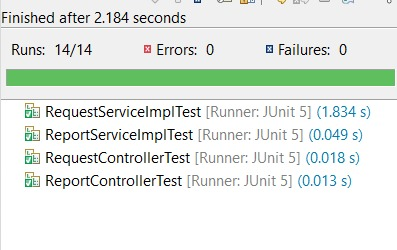 Finished after 2.184 seconds
Runs: 14/14 Errors: 0 Failures: 0
RequestServiceImplTest [Runner: JUnit 5] (1.834 s)
ReportServiceImplTest [Runner: JUnit 5] (0.049 s)
RequestControllerTest [Runner: JUnit 5] (0.018 s)
ReportControllerTest [Runner: JUnit 5] (0.013 s)